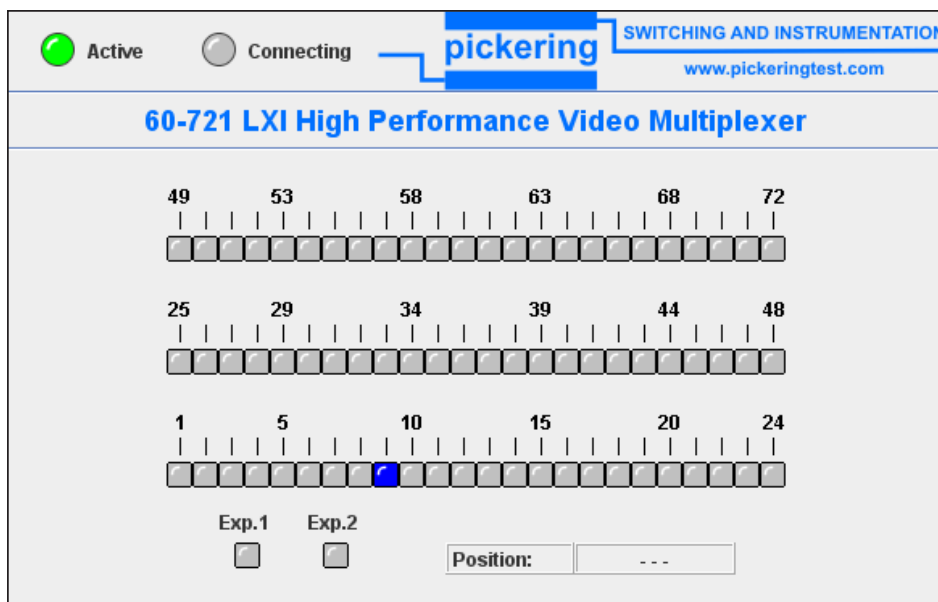 Active
Connecting
pickering
SWITCHING AND INSTRUMENTATION
www.pickeringtest.com
60-721 LXI High Performance Video Multiplexer
49 53 58 63 68 72
25 29 34 39 44 48
1 5 10 15 20 24
Exp.1 Exp.2
Position: - - -